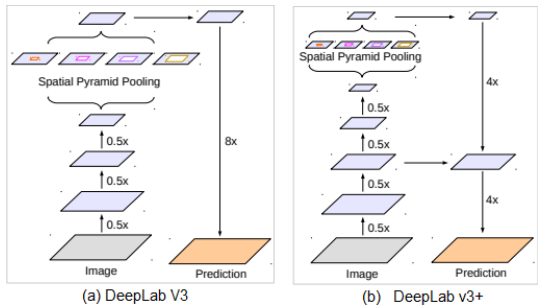 Spatial Pyramid Pooling
0.5x
0.5x
0.5x
8x
Image
Prediction
(a) DeepLab V3
Spatial Pyramid Pooling
0.5x
0.5x
0.5x
0.5x
4x
4x
Image
Prediction
(b) DeepLab v3+